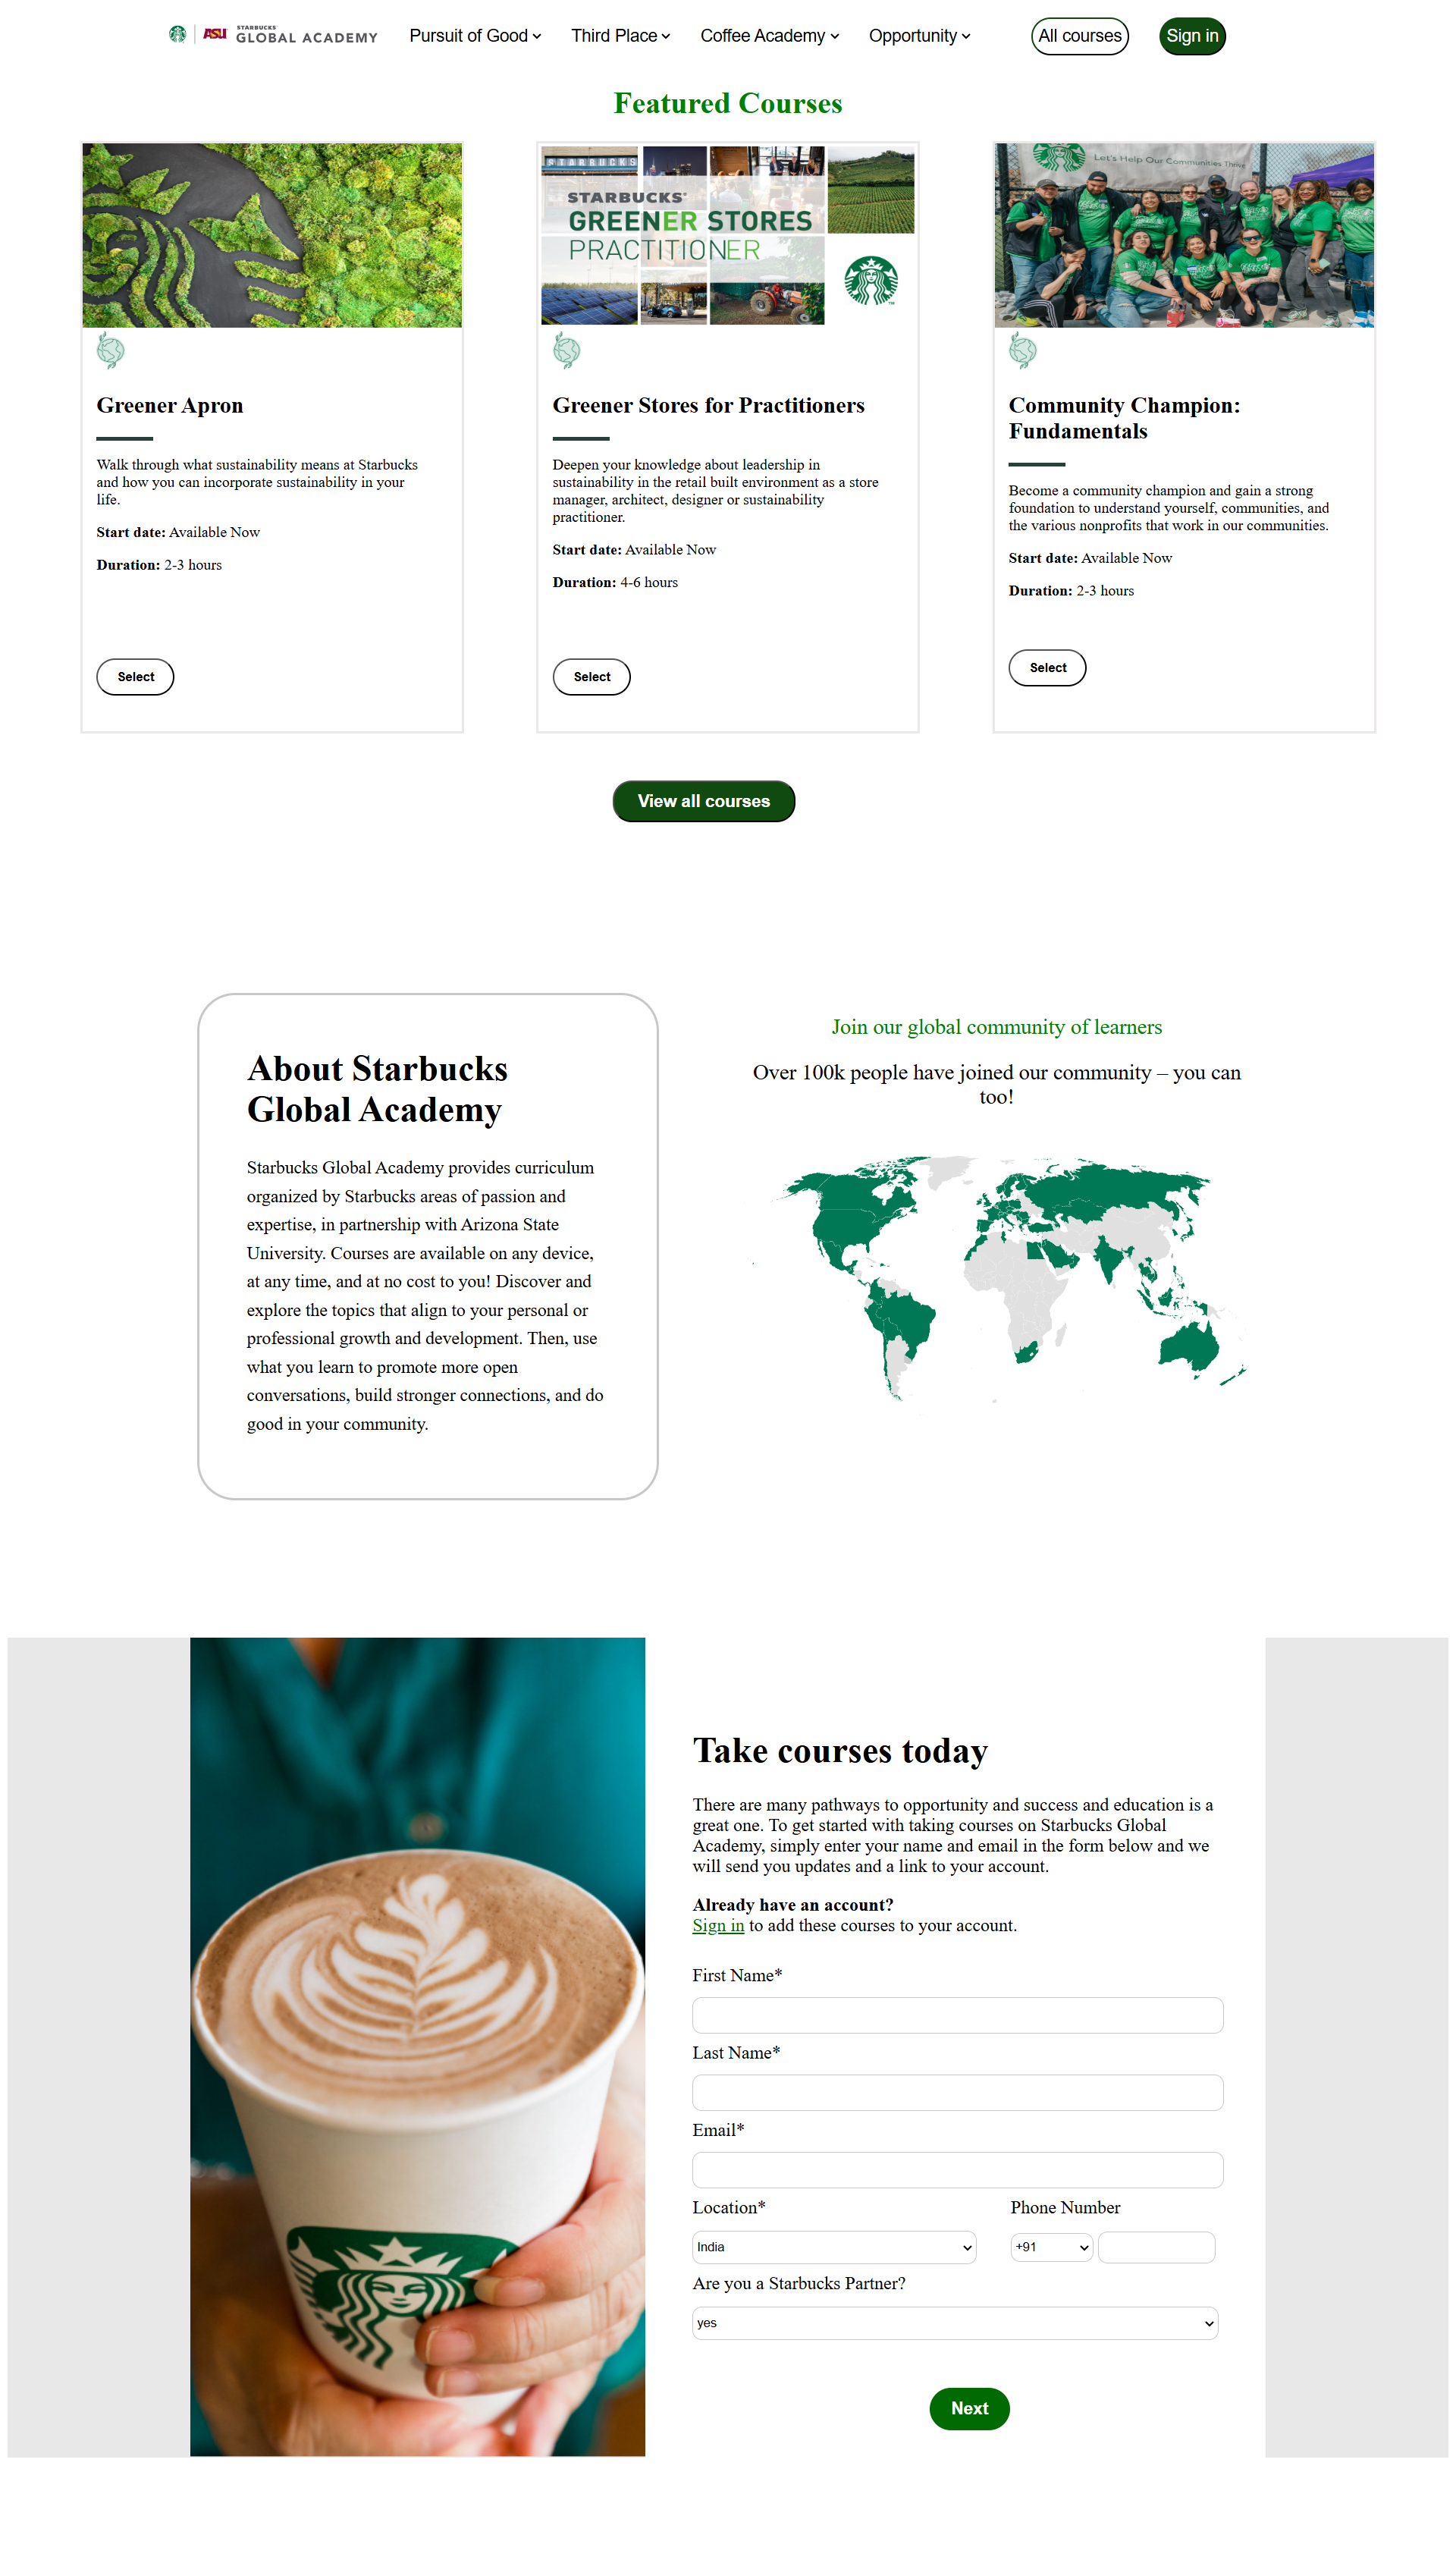 ASU STARBUCKS
GLOBAL ACADEMY
Pursuit of Good
Third Place
Coffee Academy
Opportunity
All courses
Sign in
Featured Courses
STARBUCKS
STARBUCKS
GREENER STORES
PRACTITIONER
Let's Help Our Communities Thrive
Greener Apron
Walk through what sustainability means at Starbucks
and how you can incorporate sustainability in your
life.
Start date: Available Now
Duration: 2-3 hours
Select
Greener Stores for Practitioners
Deepen your knowledge about leadership in
sustainability in the retail built environment as a store
manager, architect, designer or sustainability
practitioner.
Start date: Available Now
Duration: 4-6 hours
Select
Community Champion:
Fundamentals
Become a community champion and gain a strong
foundation to understand yourself, communities, and
the various nonprofits that work in our communities.
Start date: Available Now
Duration: 2-3 hours
Select
View all courses
About Starbucks
Global Academy
Starbucks Global Academy provides curriculum
organized by Starbucks areas of passion and
expertise, in partnership with Arizona State
University. Courses are available on any device,
at any time, and at no cost to you! Discover and
explore the topics that align to your personal or
professional growth and development. Then, use
what you learn to promote more open
conversations, build stronger connections, and do
good in your community.
Join our global community of learners
Over 100k people have joined our community – you can
too!
Take courses today
There are many pathways to opportunity and success and education is a
great one. To get started with taking courses on Starbucks Global
Academy, simply enter your name and email in the form below and we
will send you updates and a link to your account.
Already have an account?
Sign in to add these courses to your account.
First Name*
Last Name*
Email*
Location*
Phone Number
India
+91
Are you a Starbucks Partner?
yes
Next